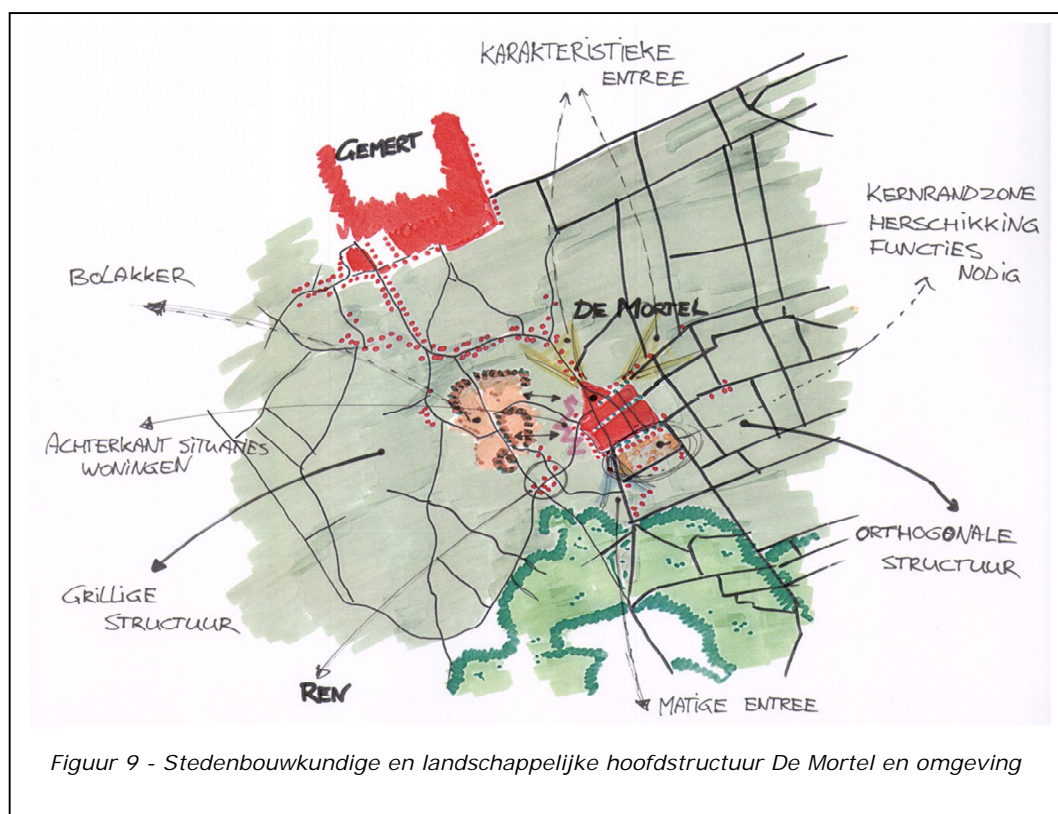 KARAKTERISTIEKE
ENTREE
GEMERT
KERNRANDZONE
HERSCHIKKING
FUNCTIES
NODIG
BOLAKKER
DE MORTEL
ACHTERKANT SITUATIES
WONINGEN
ORTHOGONALE
STRUCTUUR
GRILLIGE
STRUCTUUR
REN
MATIGE ENTREE
Figuur 9 - Stedenbouwkundige en landschappelijke hoofdstructuur De Mortel en omgeving